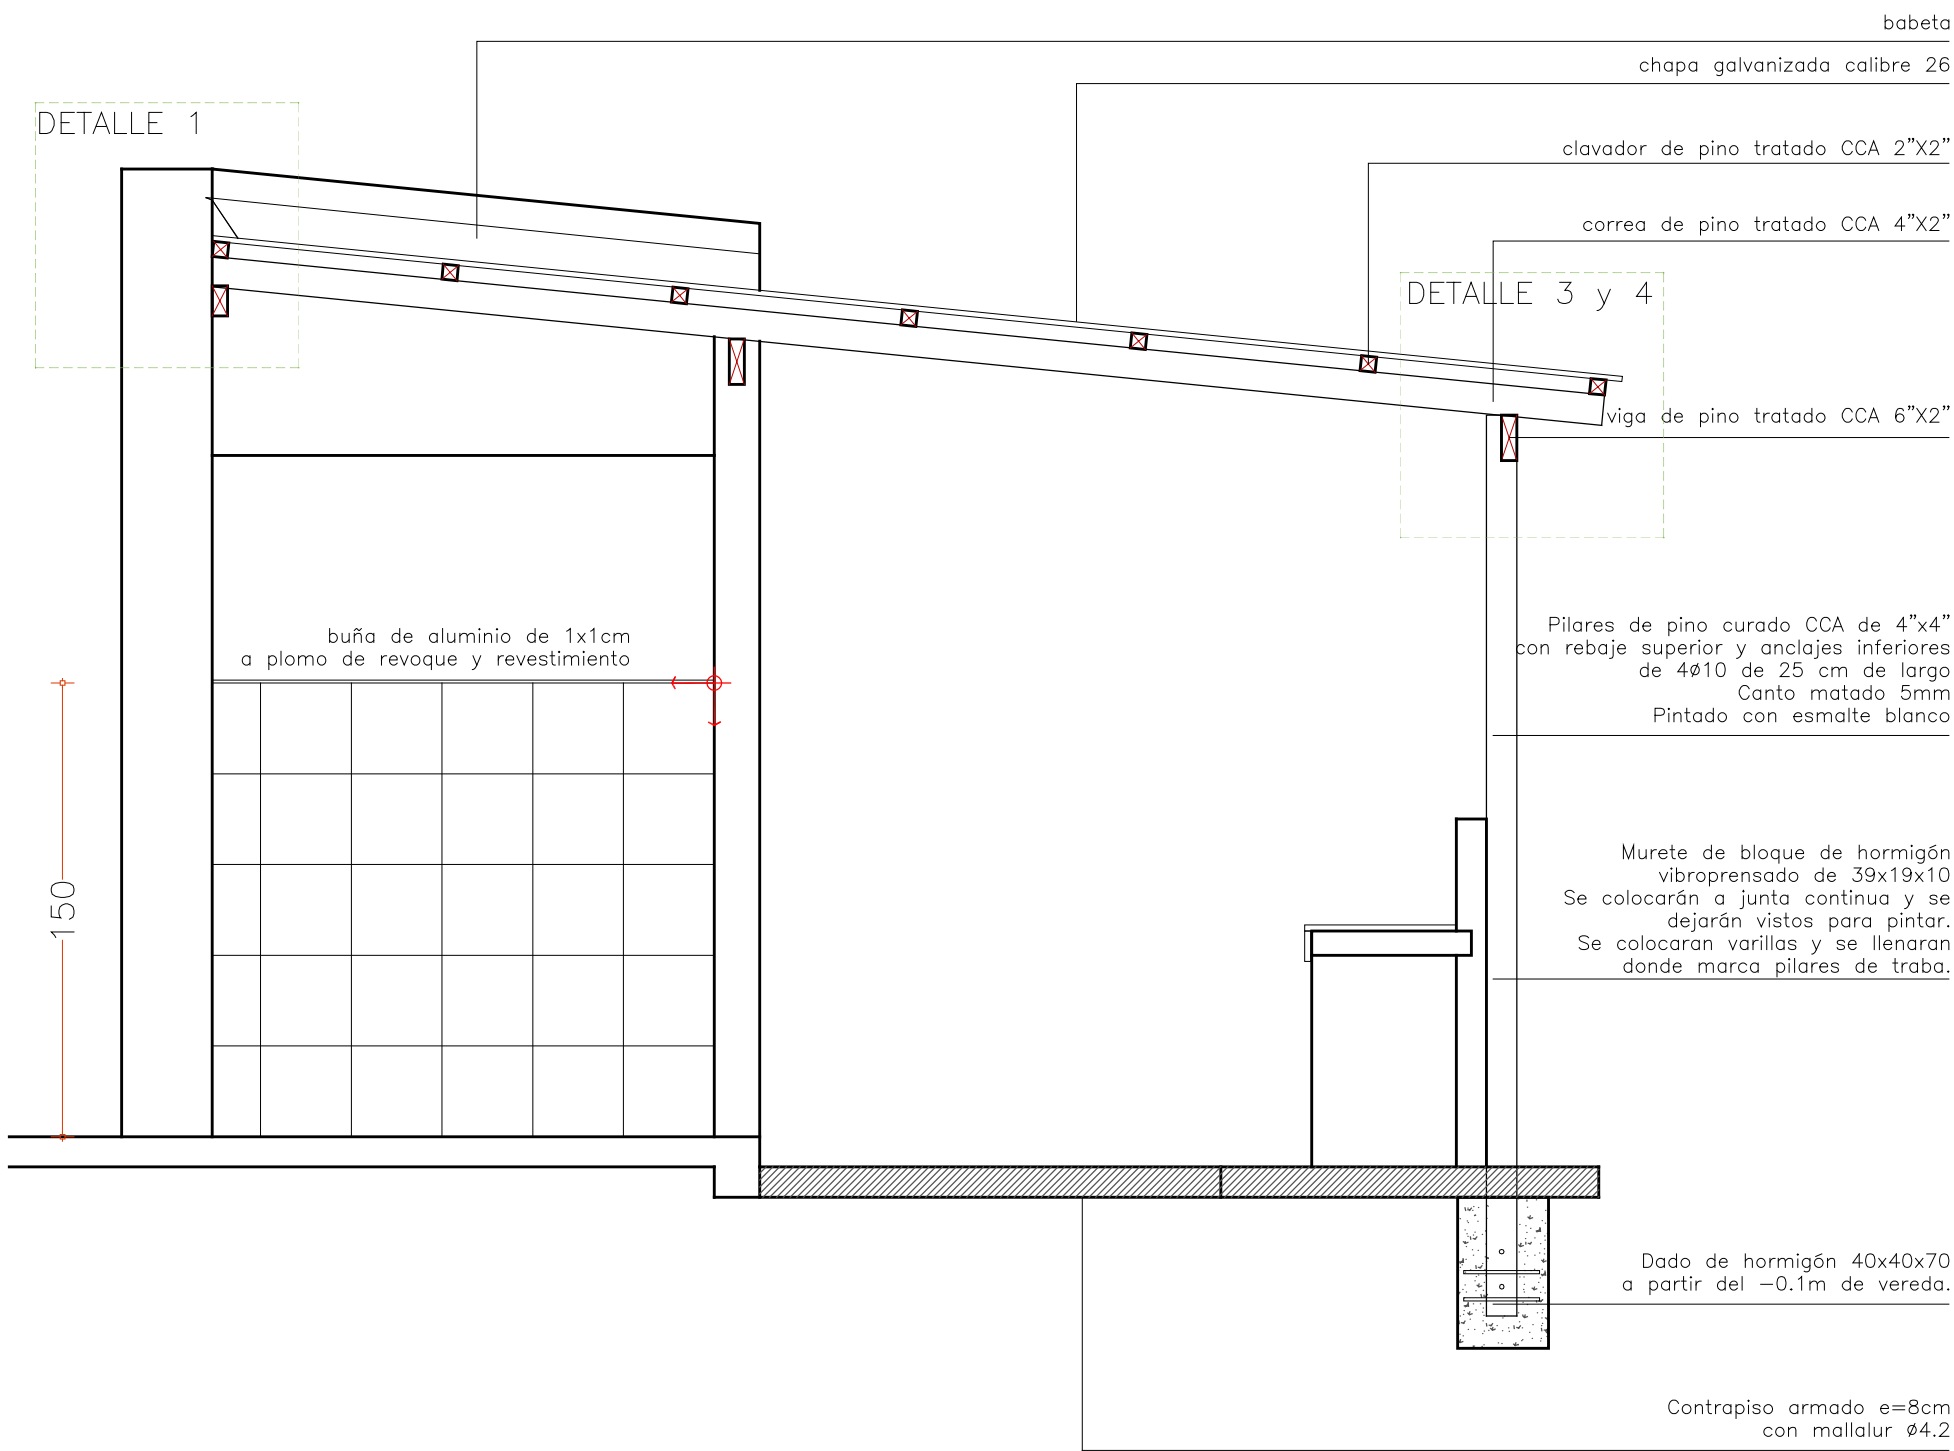 babeta
chapa galvanizada calibre 26
DETALLE 1
clavador de pino tratado CCA 2"X2"
correa de pino tratado CCA 4"X2"
DETALLE 3 y 4
viga de pino tratado CCA 6"X2"
buña de aluminio de 1x1cm
a plomo de revoque y revestimiento
Pilares de pino curado CCA de 4"x4"
con rebaje superior y anclajes inferiores
de 4ø10 de 25 cm de largo
Canto matado 5mm
Pintado con esmalte blanco
150
Murete de bloque de hormigón
vibroprensado de 39x19x10
Se colocarán a junta continua y se
dejarán vistos para pintar.
Se colocaran varillas y se llenaran
donde marca pilares de traba.
Dado de hormigón 40x40x70
a partir del −0.1m de vereda.
Contrapiso armado e=8cm
con mallalur ø4.2